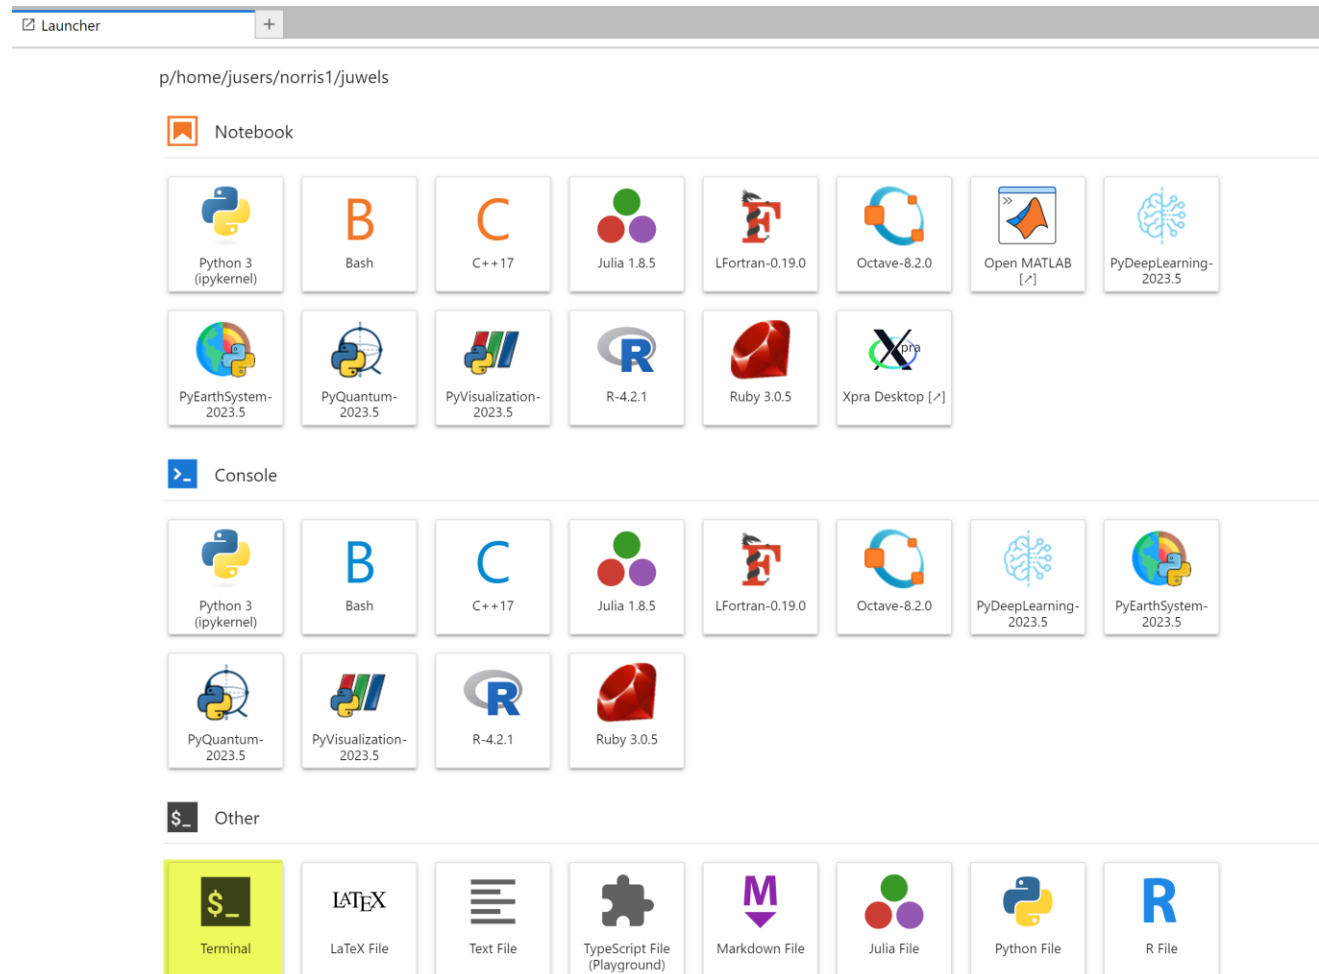 Launcher
+
p/home/jusers/norris1/juwels
Notebook
B
C
F
»
Python 3
(ipykernel)
Bash
C++17
Julia 1.8.5
LFortran-0.19.0
Octave-8.2.0
Open MATLAB
[↗]
PyDeepLearning-
2023.5
R
Xpra
PyEarthSystem-
2023.5
PyQuantum-
2023.5
PyVisualization-
2023.5
R-4.2.1
Ruby 3.0.5
Xpra Desktop [↗]
>_
Console
B
C
F
Python 3
(ipykernel)
Bash
C++17
Julia 1.8.5
LFortran-0.19.0
Octave-8.2.0
PyDeepLearning-
2023.5
PyEarthSystem-
2023.5
R
PyQuantum-
2023.5
PyVisualization-
2023.5
R-4.2.1
Ruby 3.0.5
$_
Other
$_
LATEX
M
R
Terminal
LaTeX File
Text File
TypeScript File
(Playground)
Markdown File
Julia File
Python File
R File